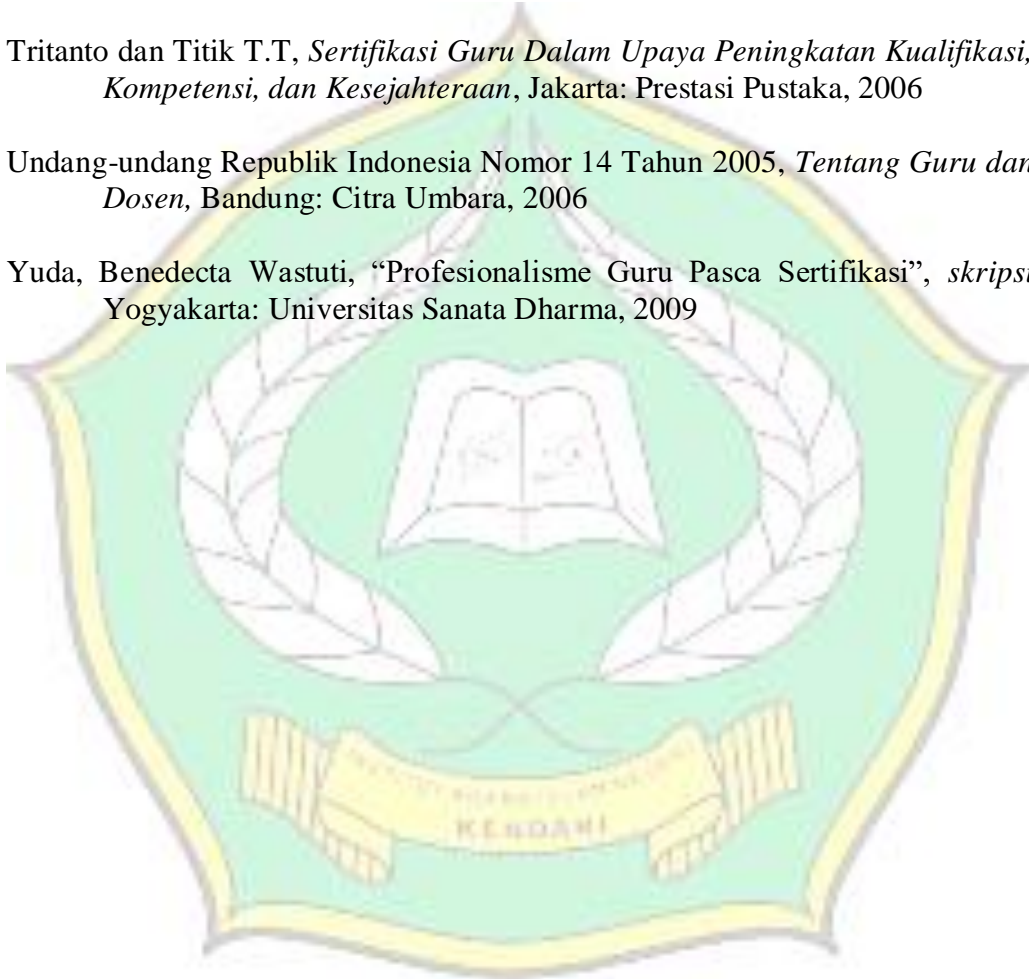 Tritanto dan Titik T.T, Sertifikasi Guru Dalam Upaya Peningkatan Kualifikasi,
Kompetensi, dan Kesejahteraan, Jakarta: Prestasi Pustaka, 2006
Undang-undang Republik Indonesia Nomor 14 Tahun 2005, Tentang Guru dan
Dosen, Bandung: Citra Umbara, 2006
Yuda, Benedecta Wastuti, “Profesionalisme Guru Pasca Sertifikasi”, skripsi
Yogyakarta: Universitas Sanata Dharma, 2009
KENDARI